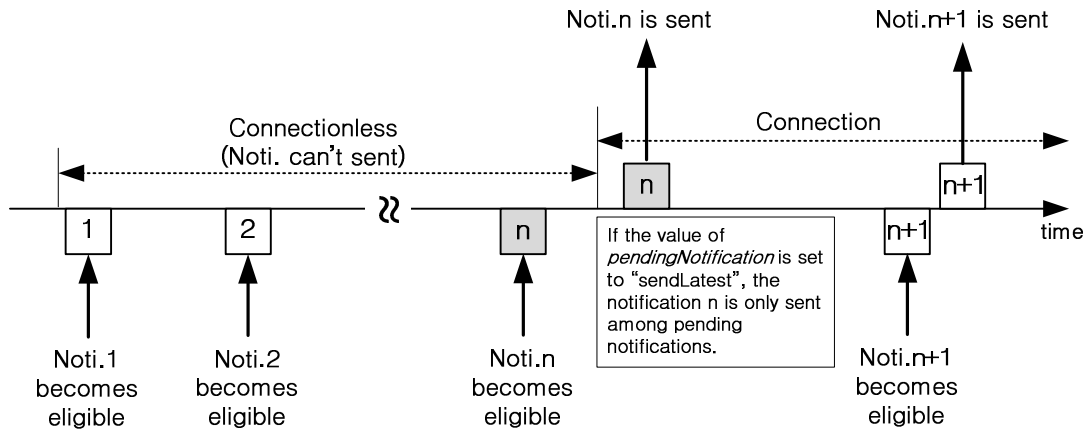 Noti.n is sent
Noti.n+1 is sent
Connectionless
(Noti. can't sent)
Connection
n
n+1
1
2
n
n+1
time
If the value of
pendingNotification is set
to “sendLatest”, the
notification n is only sent
among pending
notifications.
Noti.1
becomes
eligible
Noti.2
becomes
eligible
Noti.n
becomes
eligible
Noti.n+1
becomes
eligible